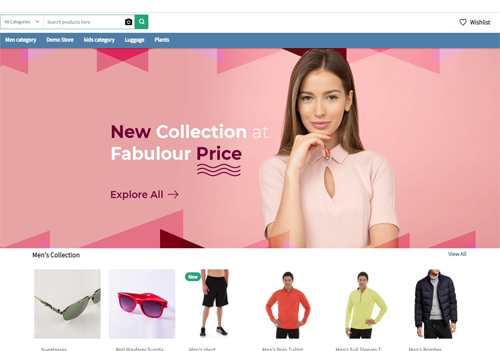 All Categories
Search products here
Wishlist
Men category
Demo Store
kids category
Luggage
Plants
New Collection at
Fabulour Price
Explore All
Men's Collection
View All
New
Sunglasses
Red Wayfarer Sungla
Men's short
Men's Polo T-shirt
Men's Full Sleeves T-
Men's Bomber